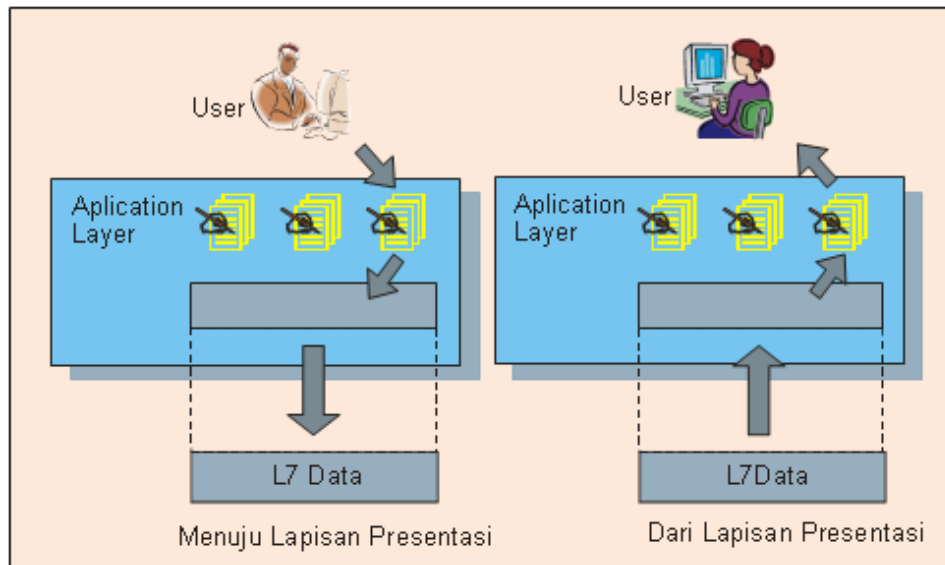 User
User
Aplication
Layer
Aplication
Layer
L7 Data
L7Data
Menuju Lapisan Presentasi
Dari Lapisan Presentasi